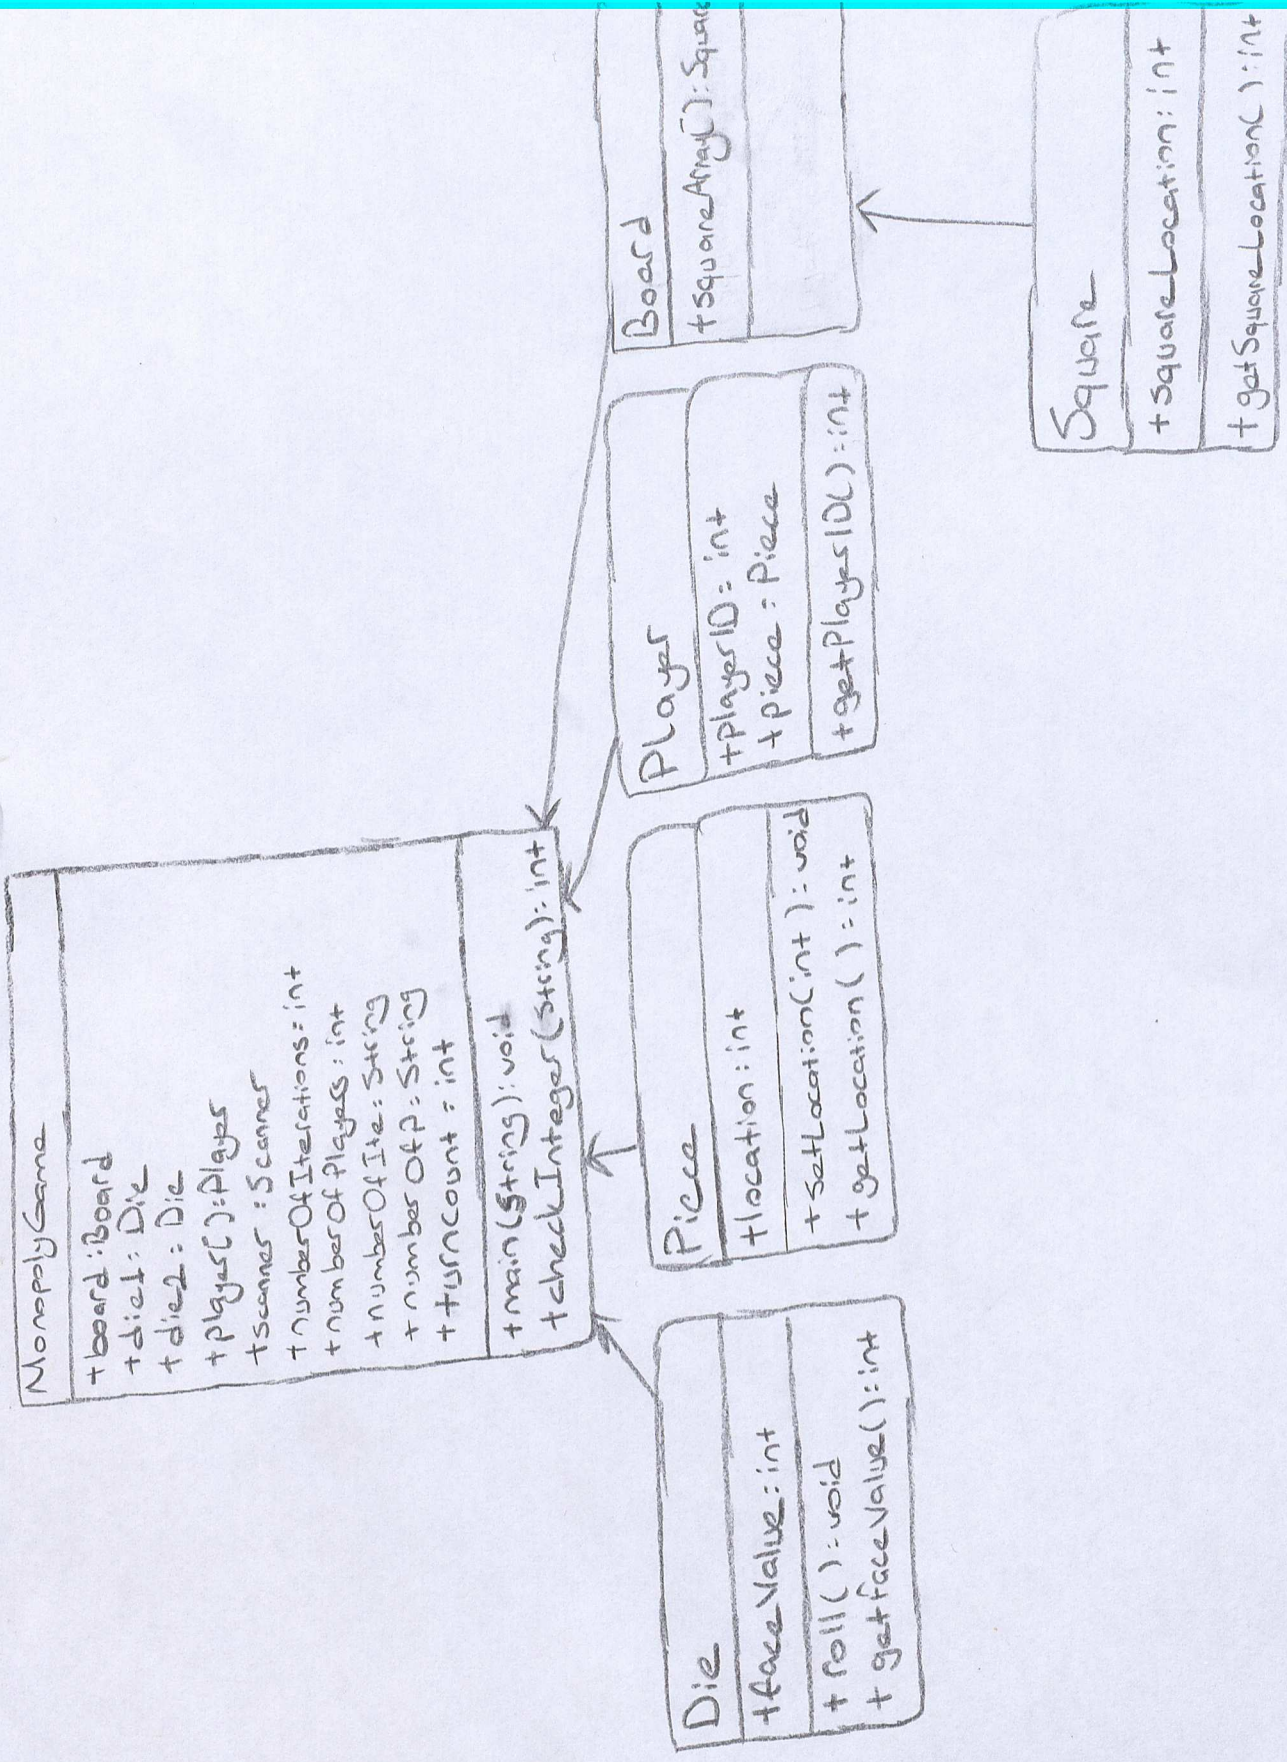 MonopolyGame
+board:Board
+die1: Die
+die2: Die
+player[]:Player
+scanner:Scanner
+numberOfIterations:int
+numberOfPlayers:int
+numberOfIte:String
+numberOfP:String
+turnCount:int
+main(String):void
+checkInteger(String):int
Die
+faceValue:int
+roll():void
+getFaceValue():int
Piece
+location:int
+setLocation(int):void
+getLocation():int
Player
+playerID:int
+piece:Piece
+getPlayerID():int
Board
+squareArray[]:Square
Square
+squareLocation:int
+getSquareLocation():int